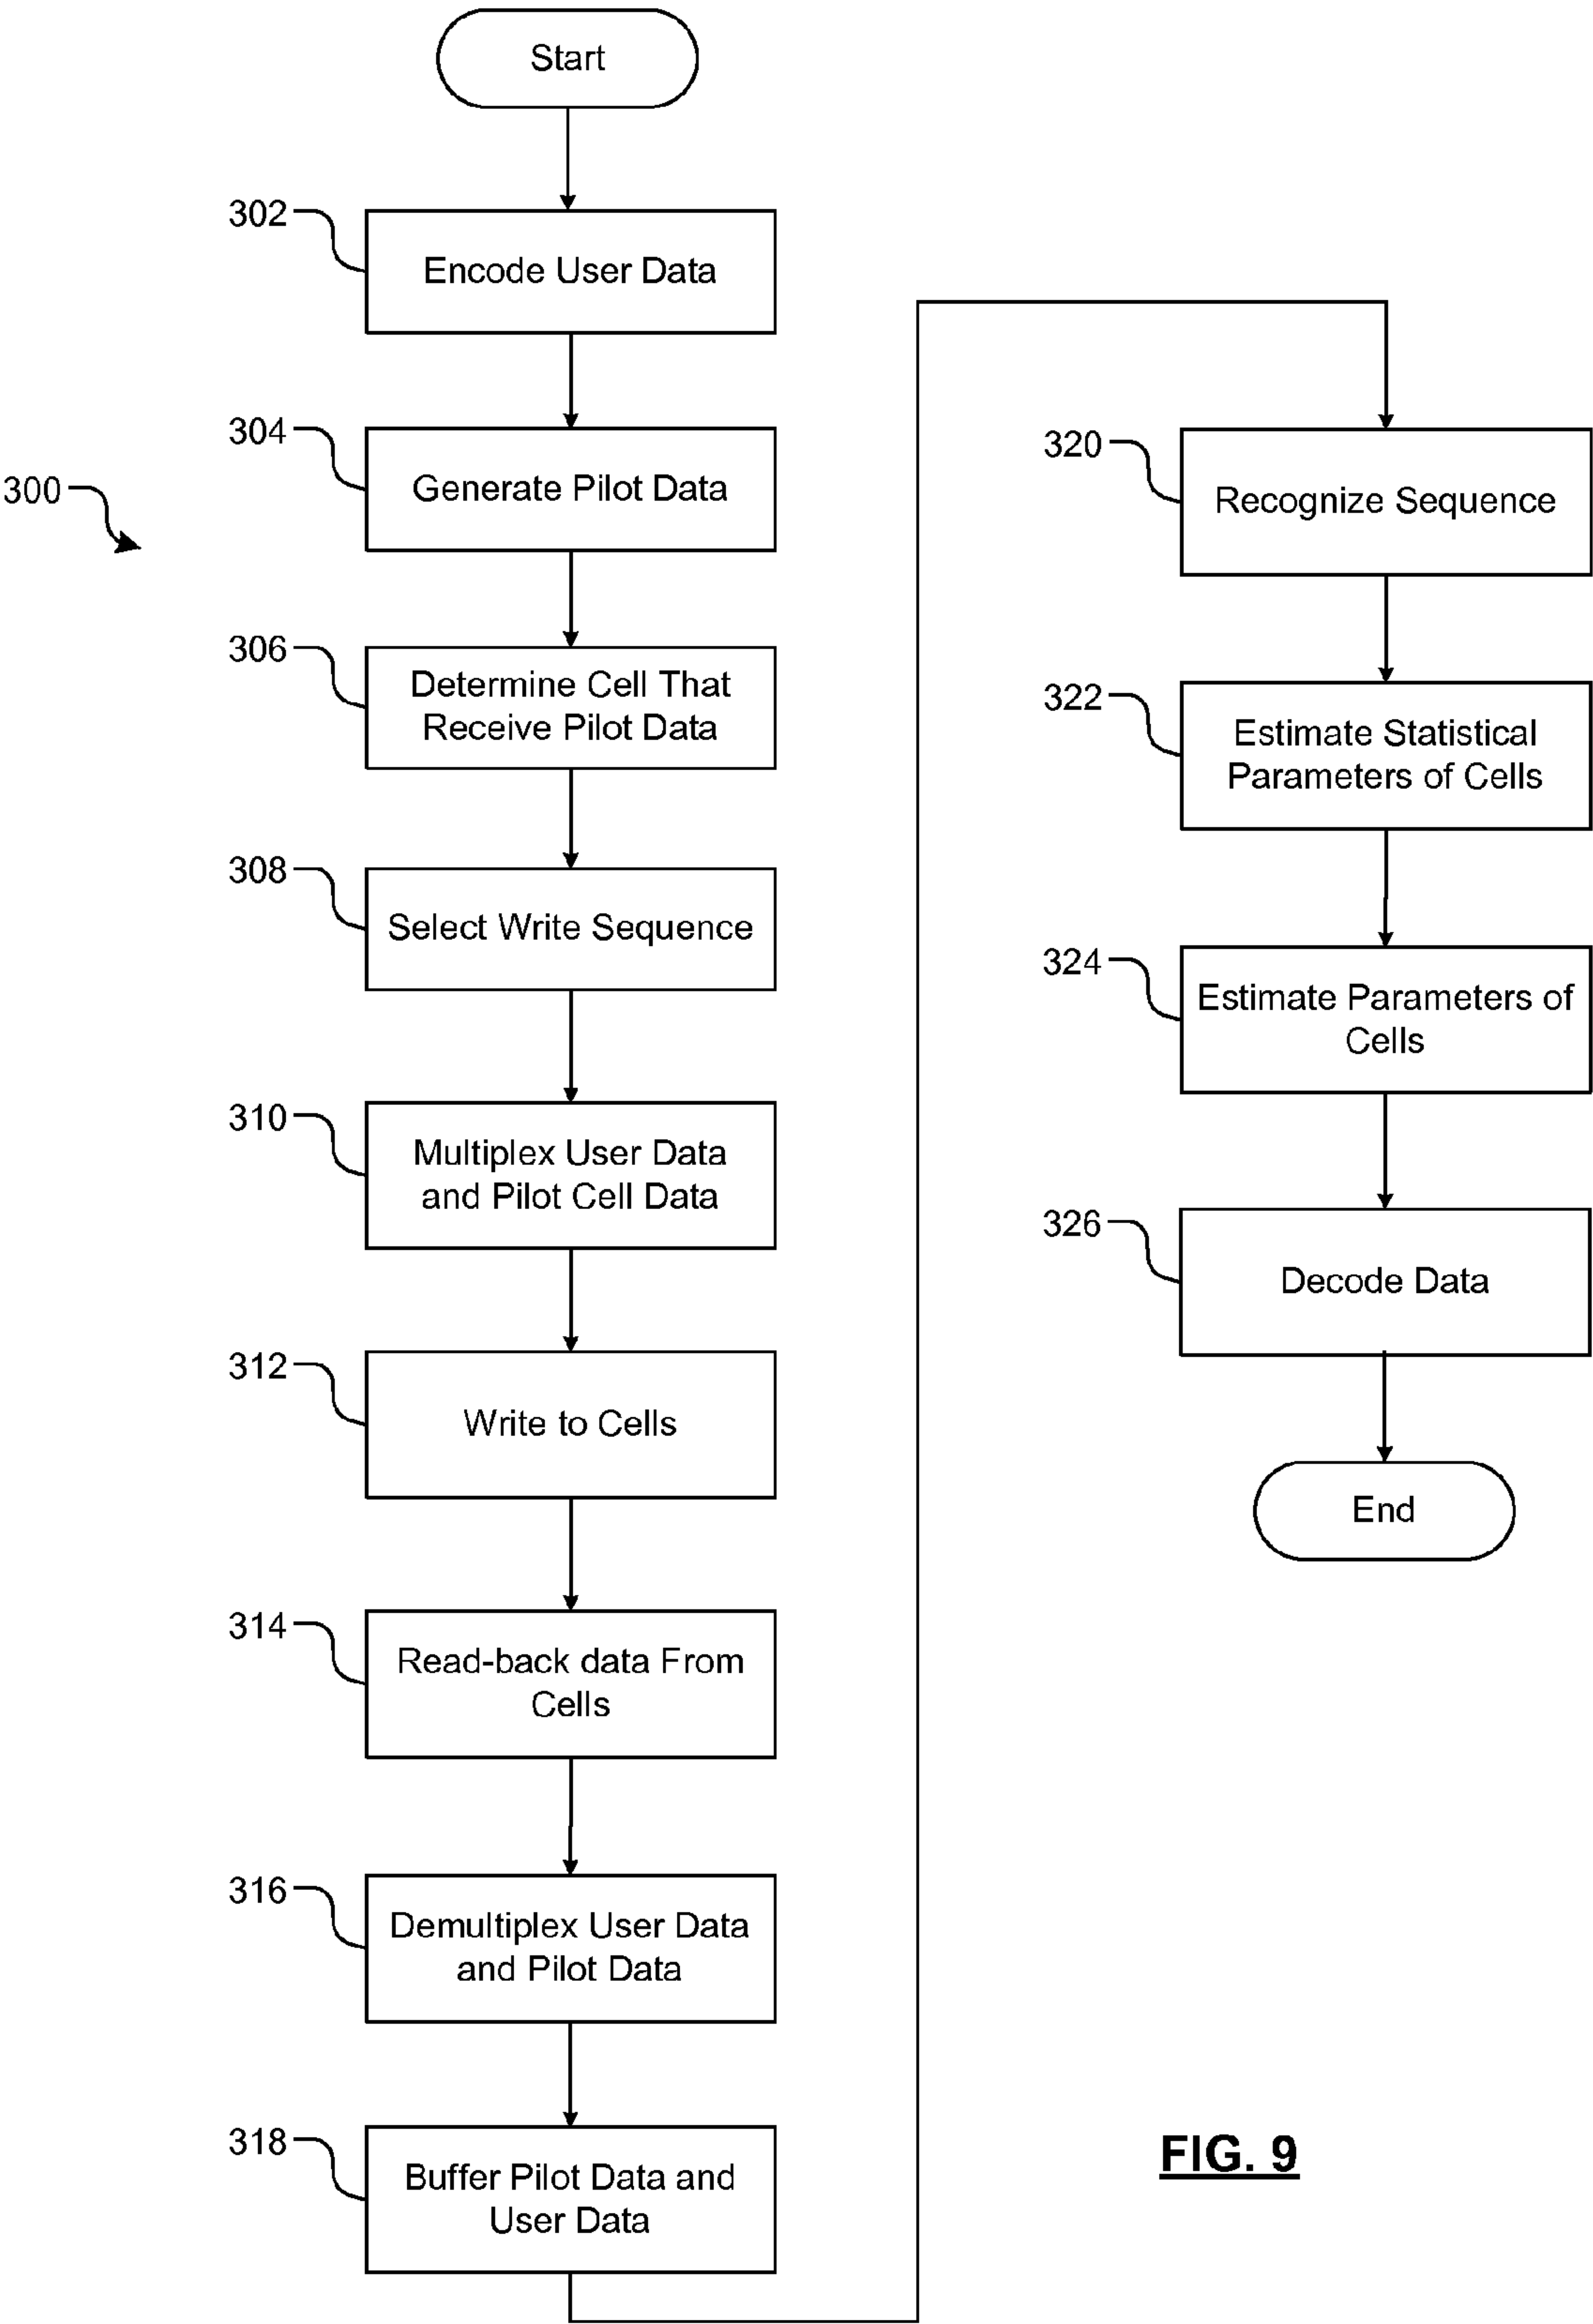 Start
302
Encode User Data
304
Generate Pilot Data
300
306
Determine Cell That
Receive Pilot Data
308
Select Write Sequence
310
Multiplex User Data
and Pilot Cell Data
312
Write to Cells
314
Read-back data From
Cells
316
Demultiplex User Data
and Pilot Data
318
Buffer Pilot Data and
User Data
320
Recognize Sequence
322
Estimate Statistical
Parameters of Cells
324
Estimate Parameters of
Cells
326
Decode Data
End
FIG. 9